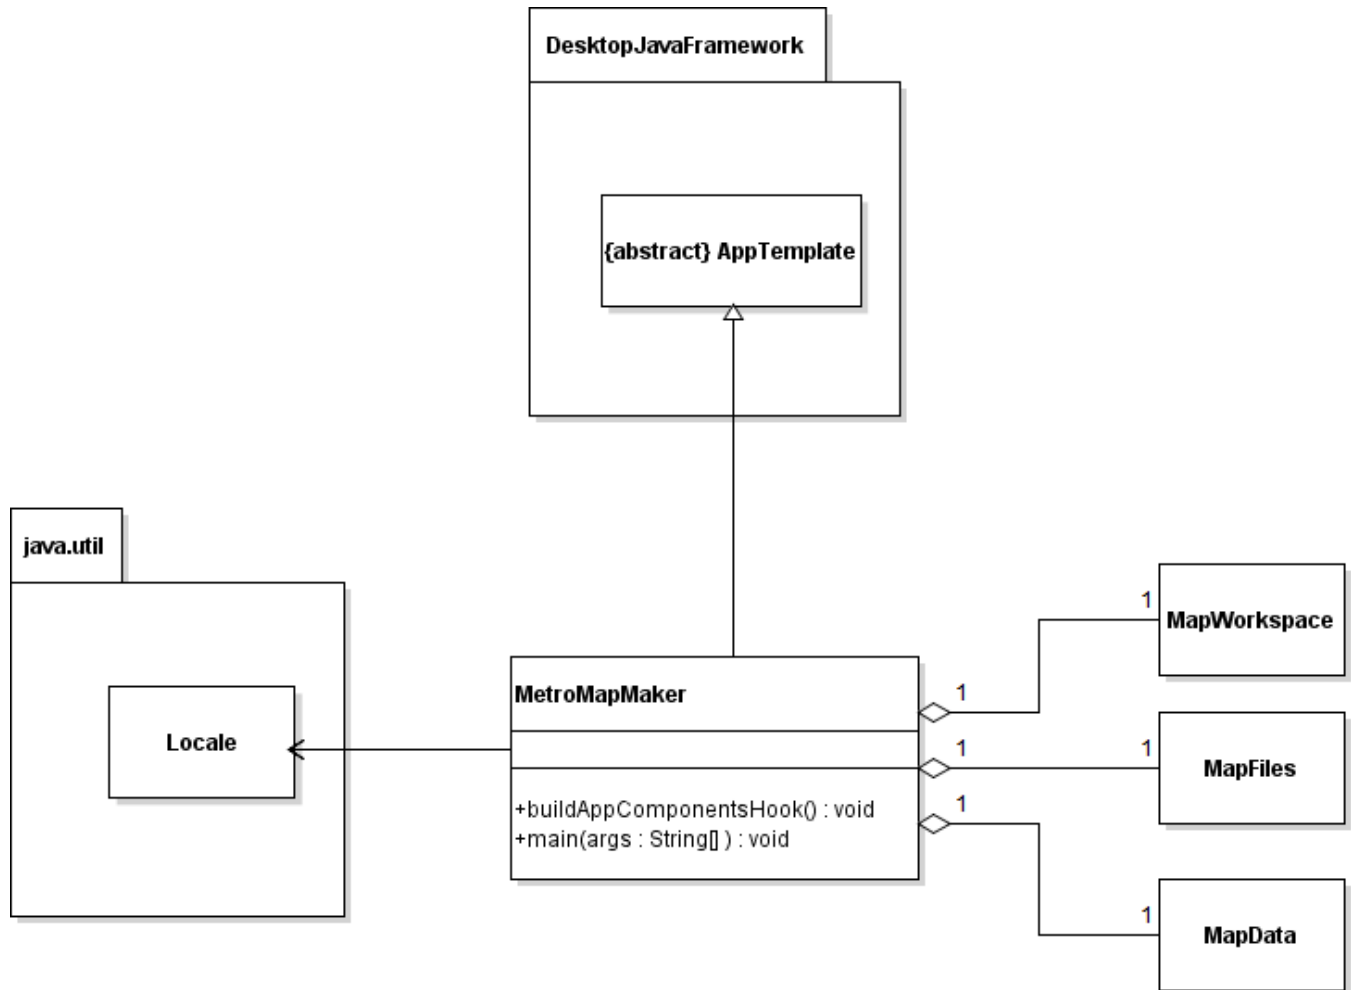 DesktopJavaFramework
{abstract} AppTemplate
java.util
Locale
MetroMapMaker
+buildAppComponentsHook() : void
+main(args : String[] ) : void
1
1
MapWorkspace
1
1
MapFiles
1
1
MapData